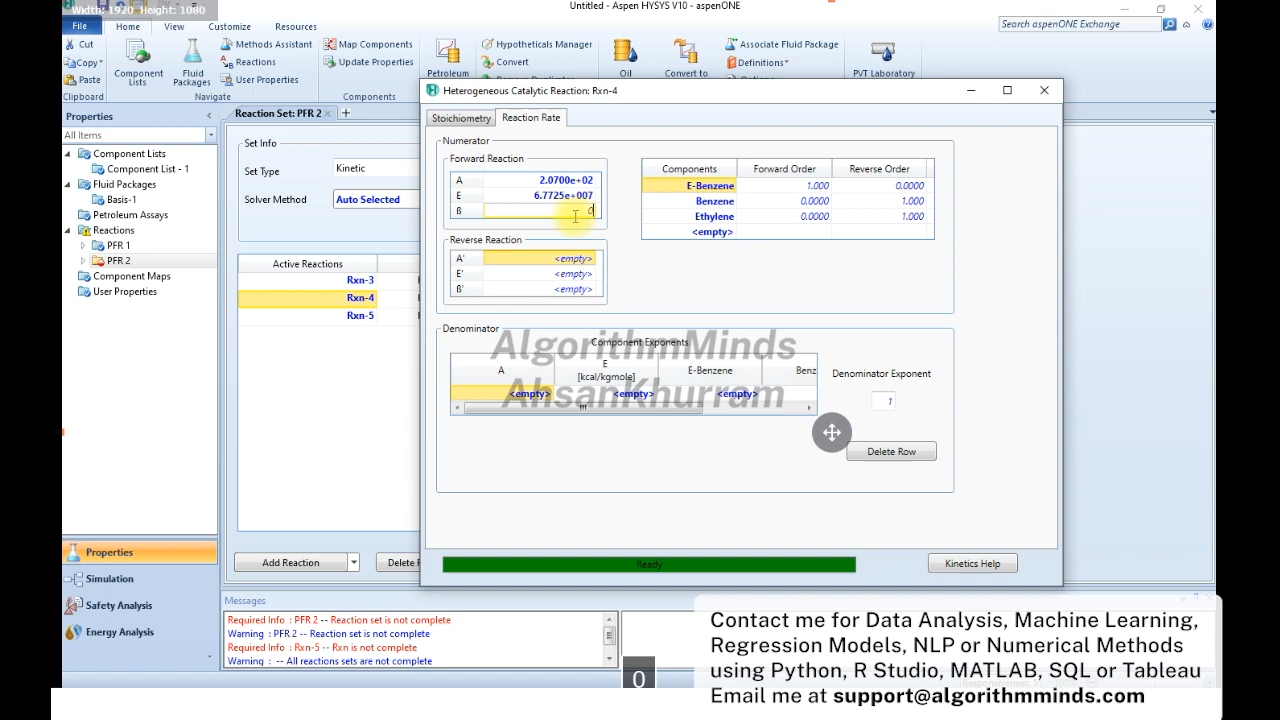 Width: 1920 Height: 1080
Untitled - Aspen HYSYS V10 - aspenONE
File
Home
View
Customize
Resources
Search aspenONE Exchange
Cut
Copy
Paste
Clipboard
Component Lists
Fluid Packages
Methods Assistant
Reactions
User Properties
Navigate
Map Components
Update Properties
Components
Petroleum
Hypotheticals Manager
Convert
Oil
Convert to
Associate Fluid Package
Definitions
PVT Laboratory
Properties
All Items
Component Lists
Component List - 1
Fluid Packages
Basis-1
Petroleum Assays
Reactions
PFR 1
PFR 2
Component Maps
User Properties
Properties
Simulation
Safety Analysis
Energy Analysis
Reaction Set: PFR 2
Set Info
Set Type
Kinetic
Solver Method
Auto Selected
Active Reactions
Rxn-3
Rxn-4
Rxn-5
Add Reaction
Heterogeneous Catalytic Reaction: Rxn-4
Stoichiometry
Reaction Rate
Numerator
Forward Reaction
A 2.0700e+02
E 6.7725e+007
ß 0
Reverse Reaction
A' <empty>
E' <empty>
ß' <empty>
Components Forward Order Reverse Order
E-Benzene 1.000 0.0000
Benzene 0.0000 1.000
Ethylene 0.0000 1.000
<empty>
Denominator
Component Exponents
A E [kcal/kgmole] E-Benzene Benz
<empty> <empty> <empty>
Denominator Exponent
1
Delete Row
AlgorithmMinds
AhsanKhurram
Ready
Kinetics Help
Messages
Required Info : PFR 2 -- Reaction set is not complete
Warning : PFR 2 -- Reaction set is not complete
Required Info : Rxn-5 -- Rxn is not complete
Warning : -- All reactions sets are not complete
0
Contact me for Data Analysis, Machine Learning,
Regression Models, NLP or Numerical Methods
using Python, R Studio, MATLAB, SQL or Tableau
Email me at support@algorithmminds.com